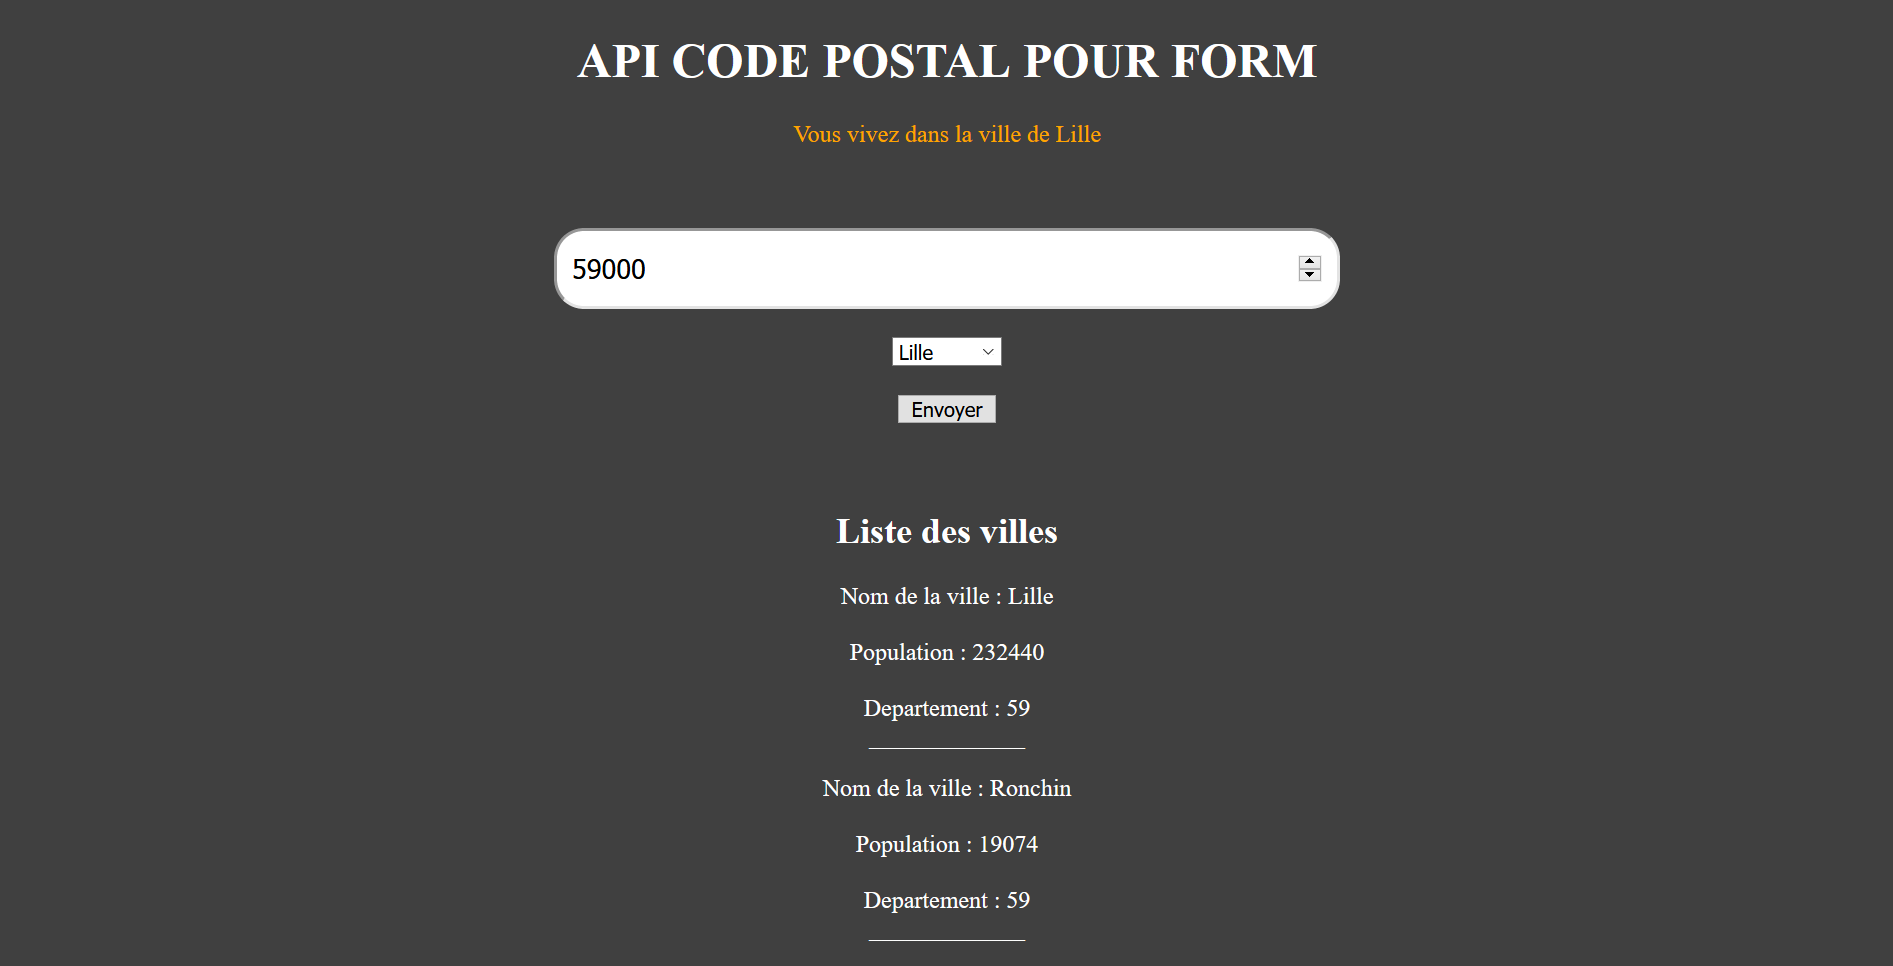 API CODE POSTAL POUR FORM
Vous vivez dans la ville de Lille
59000
Lille
Envoyer
Liste des villes
Nom de la ville : Lille
Population : 232440
Departement : 59
Nom de la ville : Ronchin
Population : 19074
Departement : 59